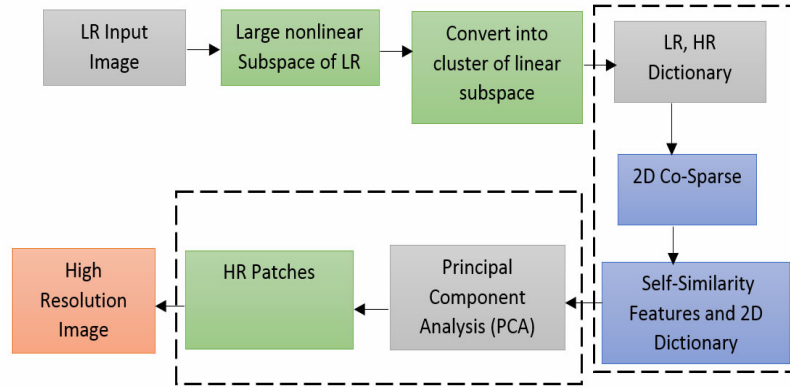 LR Input
Image
Large nonlinear
Subspace of LR
Convert into
cluster of linear
subspace
LR, HR
Dictionary
2D Co-Sparse
Self-Similarity
Features and 2D
Dictionary
Principal
Component
Analysis (PCA)
HR Patches
High
Resolution
Image